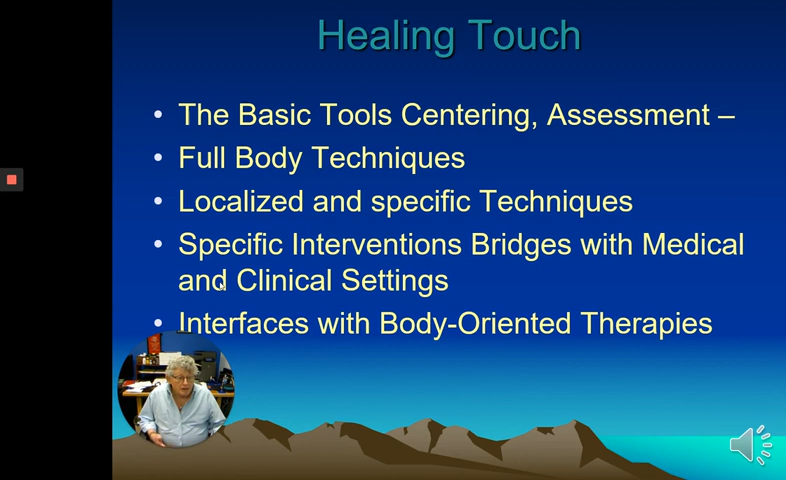 Healing Touch
• The Basic Tools Centering, Assessment –
• Full Body Techniques
• Localized and specific Techniques
• Specific Interventions Bridges with Medical
and Clinical Settings
• Interfaces with Body-Oriented Therapies